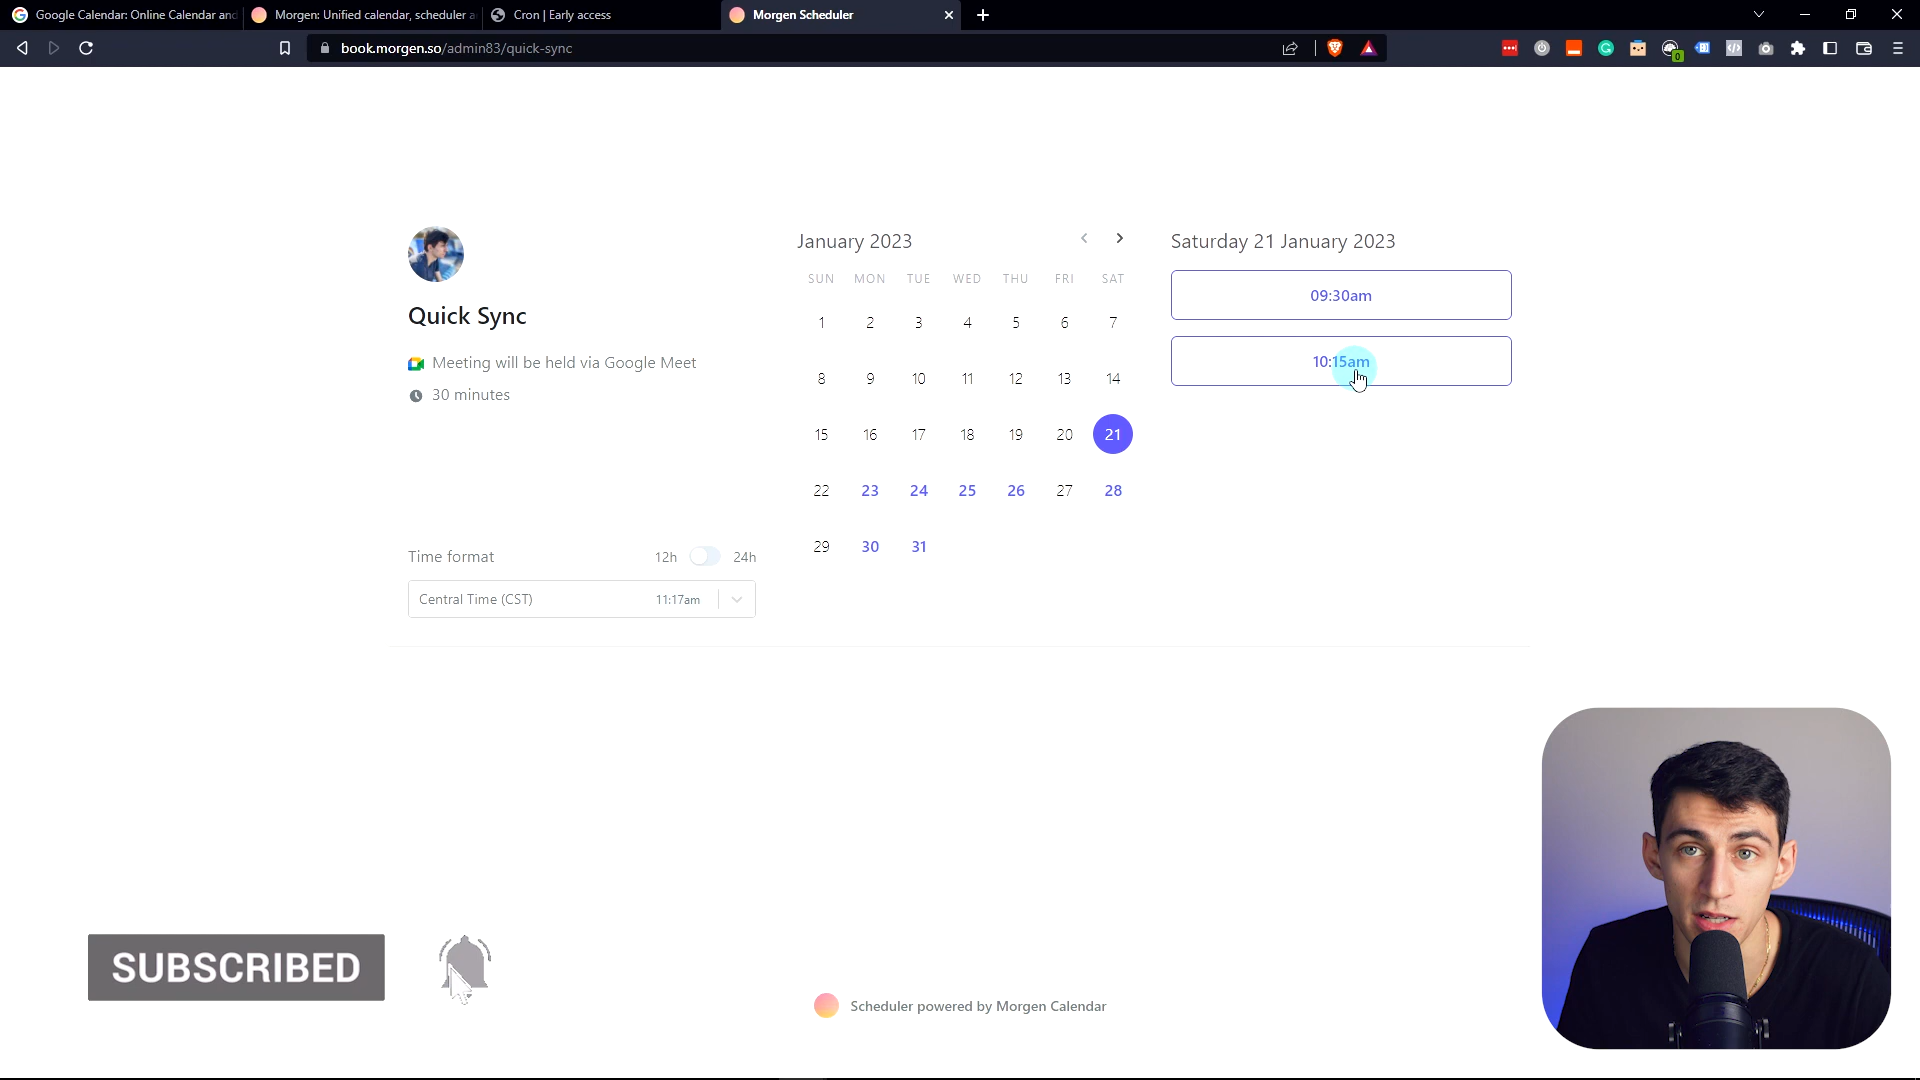 Google Calendar: Online Calendar and
Morgen: Unified calendar, scheduler a
Cron | Early access
Morgen Scheduler
book.morgen.so/admin83/quick-sync
0
Quick Sync
Meeting will be held via Google Meet
30 minutes
Time format
12h
24h
Central Time (CST)
11:17am
January 2023
SUN MON TUE WED THU FRI SAT
1 2 3 4 5 6 7
8 9 10 11 12 13 14
15 16 17 18 19 20 21
22 23 24 25 26 27 28
29 30 31
Saturday 21 January 2023
09:30am
10:15am
SUBSCRIBED
Scheduler powered by Morgen Calendar